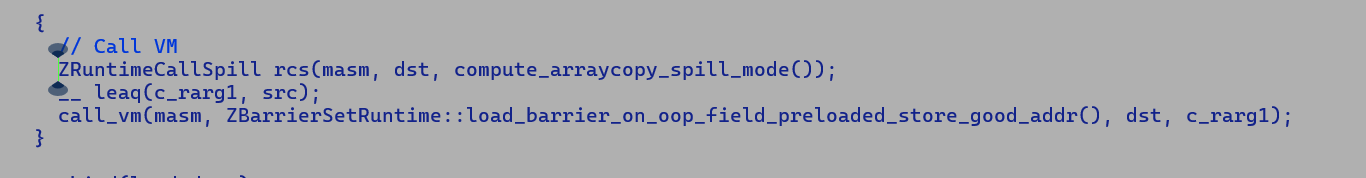 {
// Call VM
ZRuntimeCallSpill rcs(masm, dst, compute_arraycopy_spill_mode());
__ leaq(c_rarg1, src);
call_vm(masm, ZBarrierSetRuntime::load_barrier_on_oop_field_preloaded_store_good_addr(), dst, c_rarg1);
}